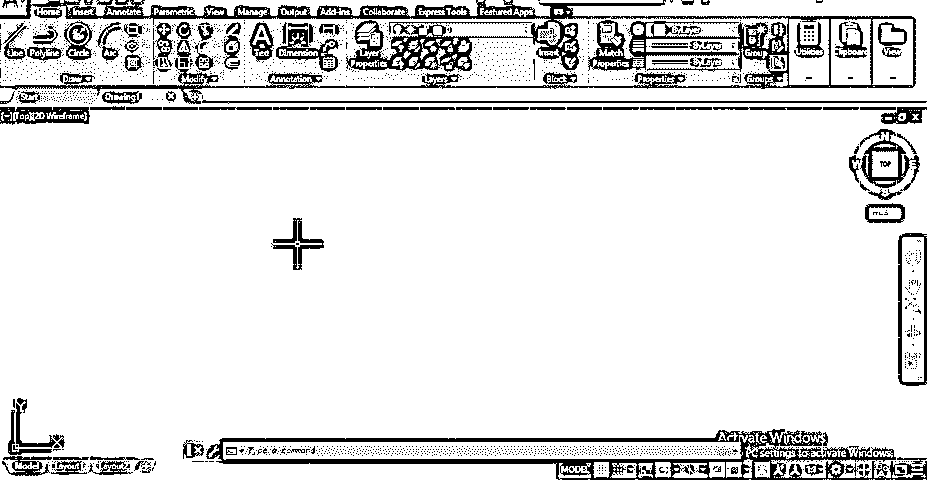 Home Insert Annotate Parametric View Manage Output Add-ins Collaborate Express Tools Featured Apps
Line Polyline Circle Arc Text Dimension Layer Properties Insert Match Properties ByLayer Group Utilities Clipboard View
ByLayer
ByLayer
Draw Modify Annotation Layers Block Properties Groups
Start Drawing1
[−][Top][2D Wireframe]
N
W TOP E
S
Y
X
Type a command
Activate Windows
PC settings to activate Windows.
Model Layout1 Layout2
MODEL